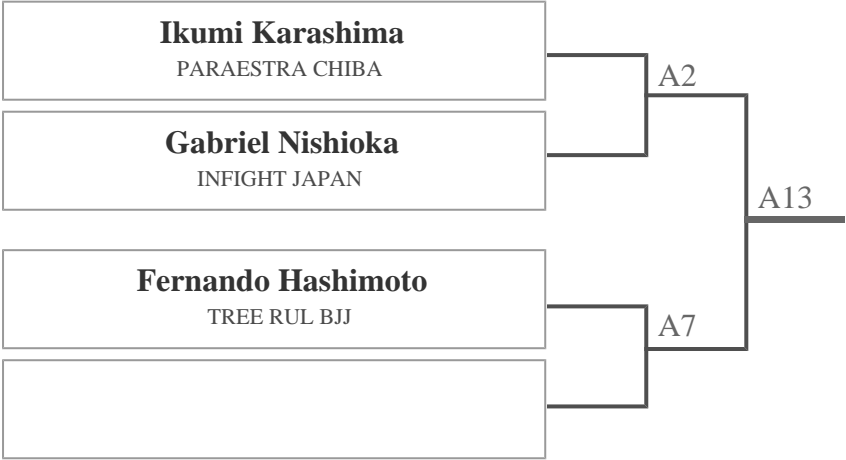 Ikumi Karashima
PARAESTRA CHIBA
A2
Gabriel Nishioka
INFIGHT JAPAN
A13
Fernando Hashimoto
TREE RUL BJJ
A7